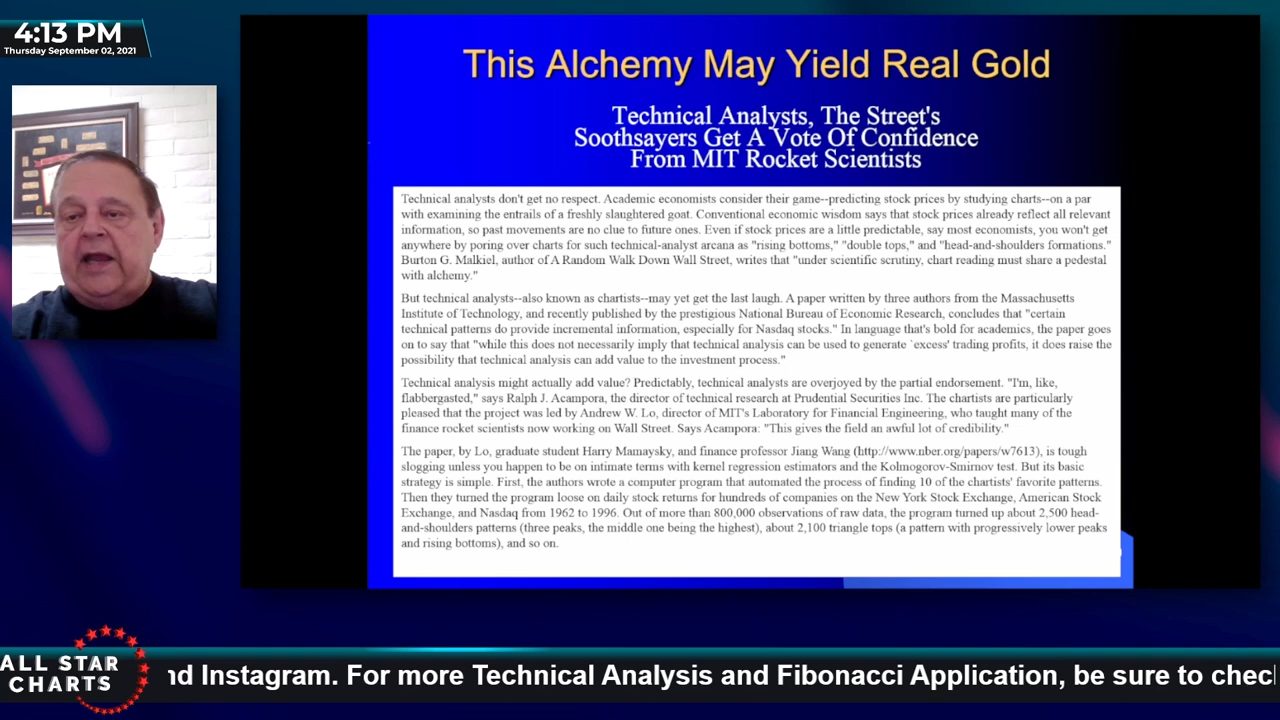 4:13 PM
Thursday September 02, 2021
This Alchemy May Yield Real Gold
Technical Analysts, The Street's
Soothsayers Get A Vote Of Confidence
From MIT Rocket Scientists
Technical analysts don't get no respect. Academic economists consider their game--predicting stock prices by studying charts--on a par
with examining the entrails of a freshly slaughtered goat. Conventional economic wisdom says that stock prices already reflect all relevant
information, so past movements are no clue to future ones. Even if stock prices are a little predictable, say most economists, you won't get
anywhere by poring over charts for such technical-analyst arcana as "rising bottoms," "double tops," and "head-and-shoulders formations."
Burton G. Malkiel, author of A Random Walk Down Wall Street, writes that "under scientific scrutiny, chart reading must share a pedestal
with alchemy."
But technical analysts--also known as chartists--may yet get the last laugh. A paper written by three authors from the Massachusetts
Institute of Technology, and recently published by the prestigious National Bureau of Economic Research, concludes that "certain
technical patterns do provide incremental information, especially for Nasdaq stocks." In language that's bold for academics, the paper goes
on to say that "while this does not necessarily imply that technical analysis can be used to generate `excess' trading profits, it does raise the
possibility that technical analysis can add value to the investment process."
Technical analysis might actually add value? Predictably, technical analysts are overjoyed by the partial endorsement. "I'm, like,
flabbergasted," says Ralph J. Acampora, the director of technical research at Prudential Securities Inc. The chartists are particularly
pleased that the project was led by Andrew W. Lo, director of MIT's Laboratory for Financial Engineering, who taught many of the
finance rocket scientists now working on Wall Street. Says Acampora: "This gives the field an awful lot of credibility."
The paper, by Lo, graduate student Harry Mamaysky, and finance professor Jiang Wang (http://www.nber.org/papers/w7613), is tough
slogging unless you happen to be on intimate terms with kernel regression estimators and the Kolmogorov-Smirnov test. But its basic
strategy is simple. First, the authors wrote a computer program that automated the process of finding 10 of the chartists' favorite patterns.
Then they turned the program loose on daily stock returns for hundreds of companies on the New York Stock Exchange, American Stock
Exchange, and Nasdaq from 1962 to 1996. Out of more than 800,000 observations of raw data, the program turned up about 2,500 head-
and-shoulders patterns (three peaks, the middle one being the highest), about 2,100 triangle tops (a pattern with progressively lower peaks
and rising bottoms), and so on.
ALL STAR
CHARTS
nd Instagram. For more Technical Analysis and Fibonacci Application, be sure to chec